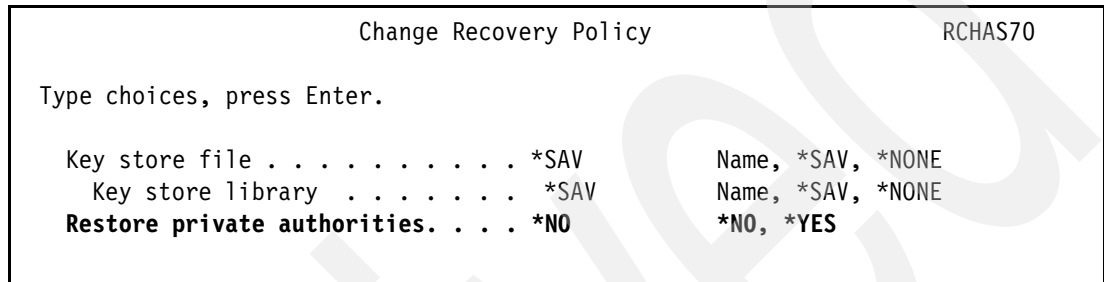 Change Recovery Policy RCHAS70
Type choices, press Enter.
Key store file . . . . . . . . . . *SAV Name, *SAV, *NONE
Key store library . . . . . . . *SAV Name, *SAV, *NONE
Restore private authorities. . . . *NO *NO, *YES